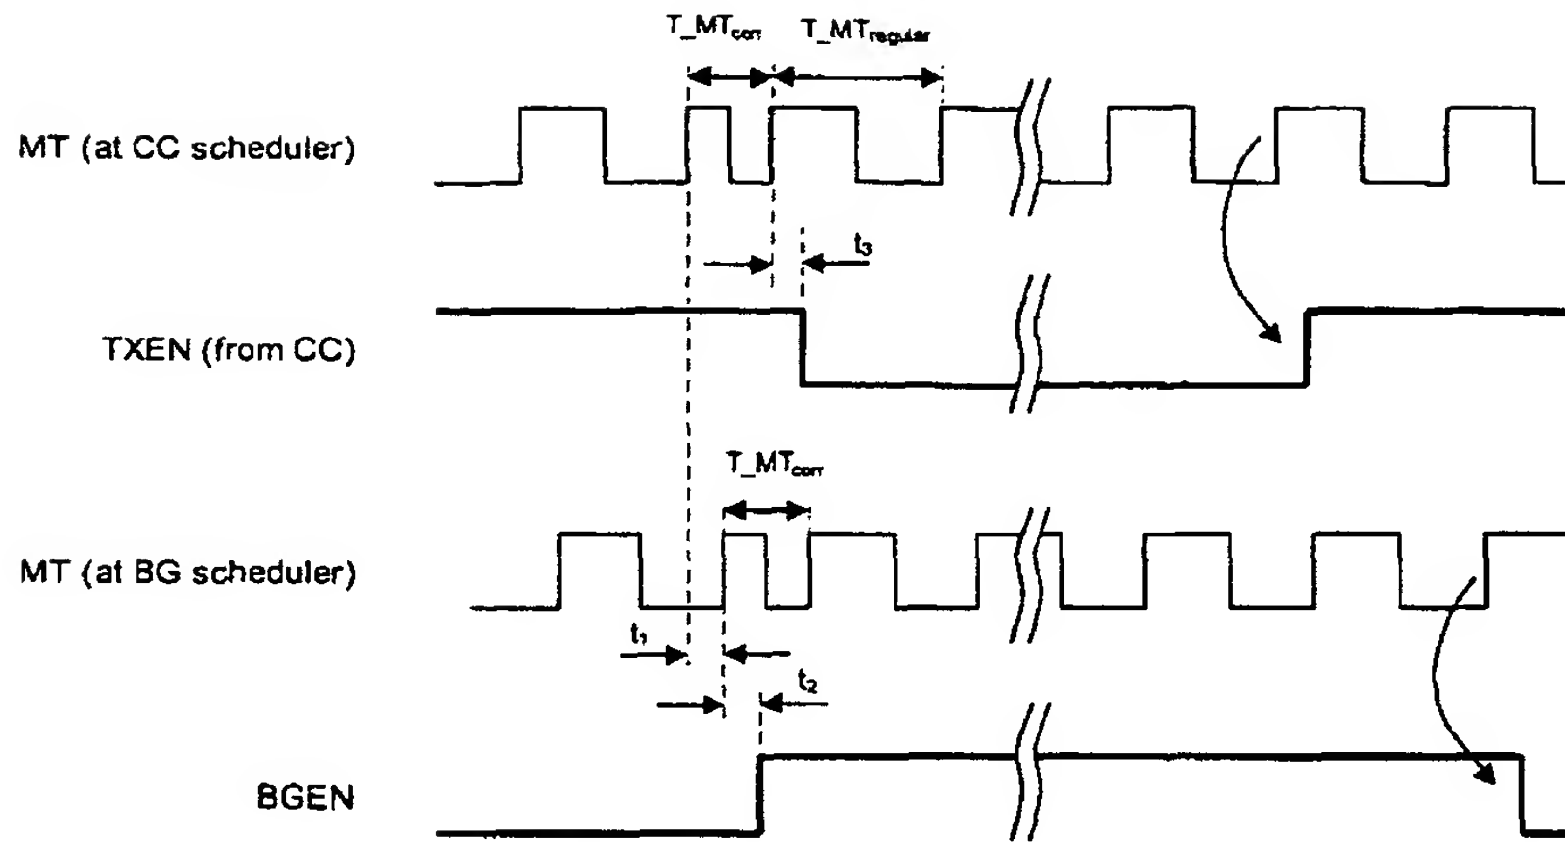 T_MTcorr T_MTregular
MT (at CC scheduler)
t3
TXEN (from CC)
T_MTcorr
MT (at BG scheduler)
t1
t2
BGEN